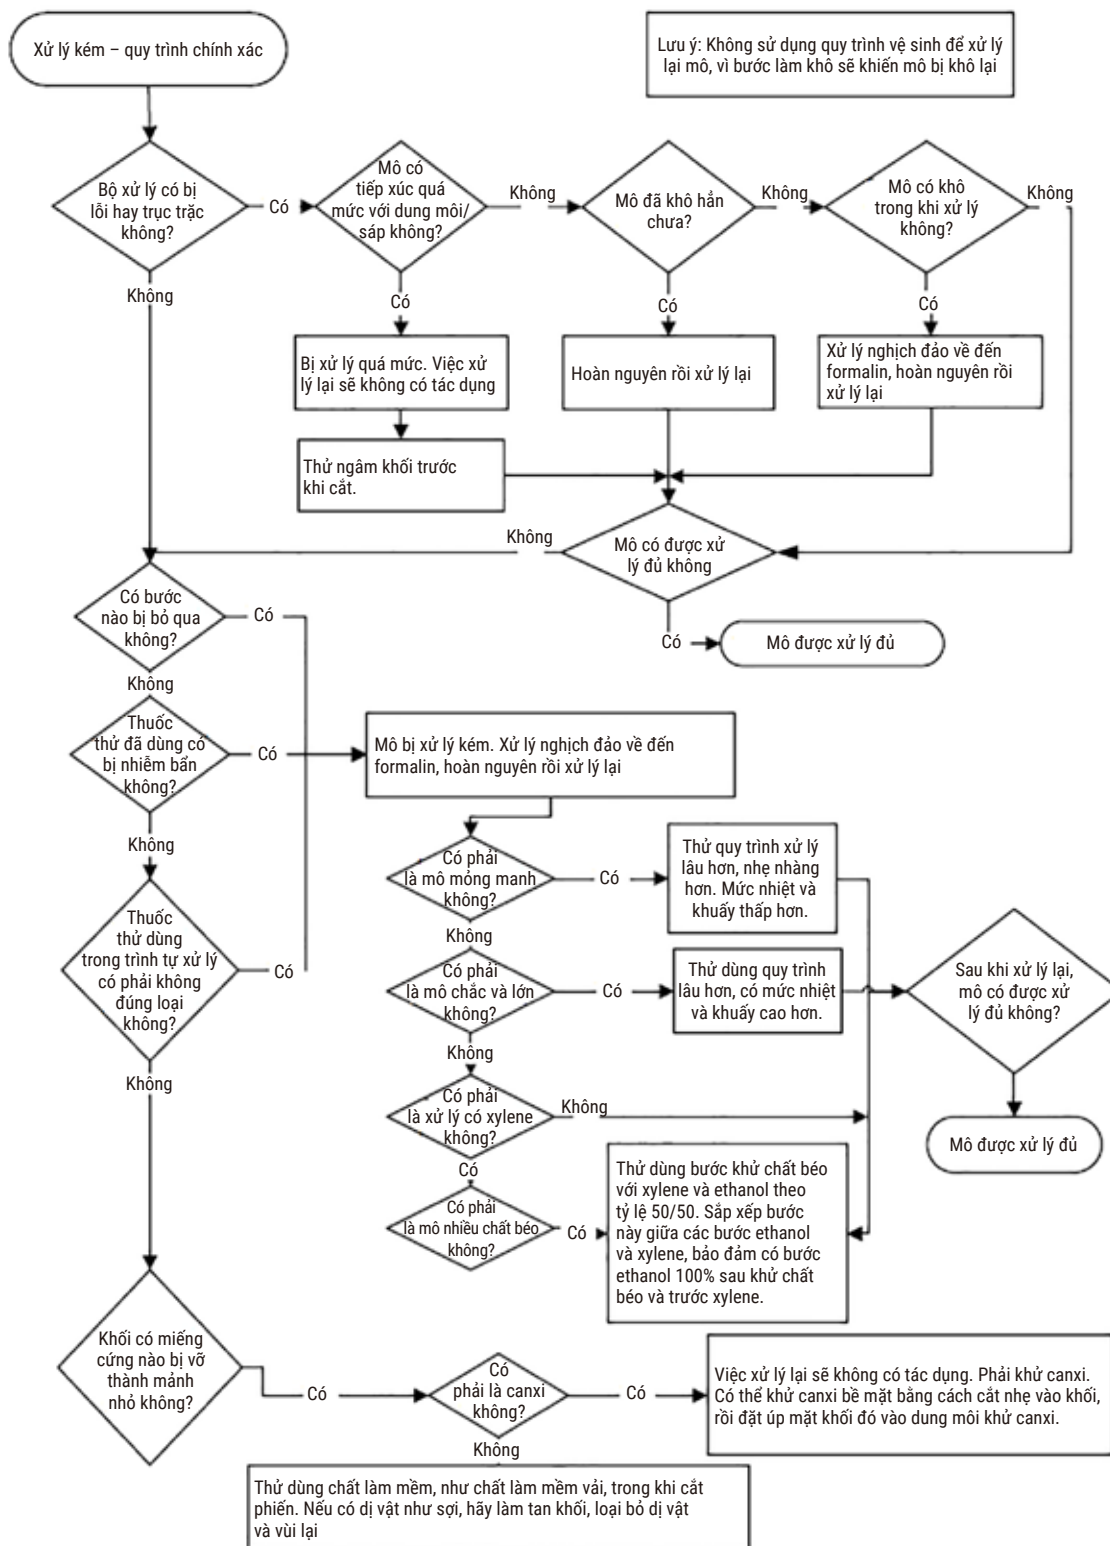 Xử lý kém – quy trình chính xác
Lưu ý: Không sử dụng quy trình vệ sinh để xử lý
lại mô, vì bước làm khô sẽ khiến mô bị khô lại
Bộ xử lý có bị
lỗi hay trục trặc
không?
Có
Mô có
tiếp xúc quá
mức với dung môi/
sáp không?
Không
Mô đã khô hẳn
chưa?
Không
Mô có khô
trong khi xử lý
không?
Không
Không
Có
Có
Có
Bị xử lý quá mức. Việc xử
lý lại sẽ không có tác dụng
Hoàn nguyên rồi xử lý lại
Xử lý nghịch đảo về đến
formalin, hoàn nguyên rồi
xử lý lại
Thử ngâm khối trước
khi cắt.
Không
Mô có được xử
lý đủ không
Có
Mô được xử lý đủ
Có bước
nào bị bỏ qua
không?
Có
Không
Thuốc
thử đã dùng có
bị nhiễm bẩn
không?
Có
Mô bị xử lý kém. Xử lý nghịch đảo về đến
formalin, hoàn nguyên rồi xử lý lại
Không
Có phải
là mô mỏng manh
không?
Có
Thử quy trình xử lý
lâu hơn, nhẹ nhàng
hơn. Mức nhiệt và
khuấy thấp hơn.
Thuốc
thử dùng
trong trình tự xử lý
có phải không
đúng loại
không?
Có
Không
Có phải
là mô chắc và lớn
không?
Có
Thử dùng quy trình
lâu hơn, có mức nhiệt
và khuấy cao hơn.
Sau khi xử lý lại,
mô có được xử
lý đủ không?
Không
Không
Có phải
là xử lý có xylene
không?
Không
Mô được xử lý đủ
Có
Có phải
là mô nhiều chất béo
không?
Có
Thử dùng bước khử chất béo
với xylene và ethanol theo
tỷ lệ 50/50. Sắp xếp bước
này giữa các bước ethanol
và xylene, bảo đảm có bước
ethanol 100% sau khử chất
béo và trước xylene.
Khối có miếng
cứng nào bị vỡ
thành mảnh
nhỏ không?
Có
Có
phải là canxi
không?
Có
Việc xử lý lại sẽ không có tác dụng. Phải khử canxi.
Có thể khử canxi bề mặt bằng cách cắt nhẹ vào khối,
rồi đặt úp mặt khối đó vào dung môi khử canxi.
Không
Thử dùng chất làm mềm, như chất làm mềm vải, trong khi cắt
phiến. Nếu có dị vật như sợi, hãy làm tan khối, loại bỏ dị vật
và vùi lại